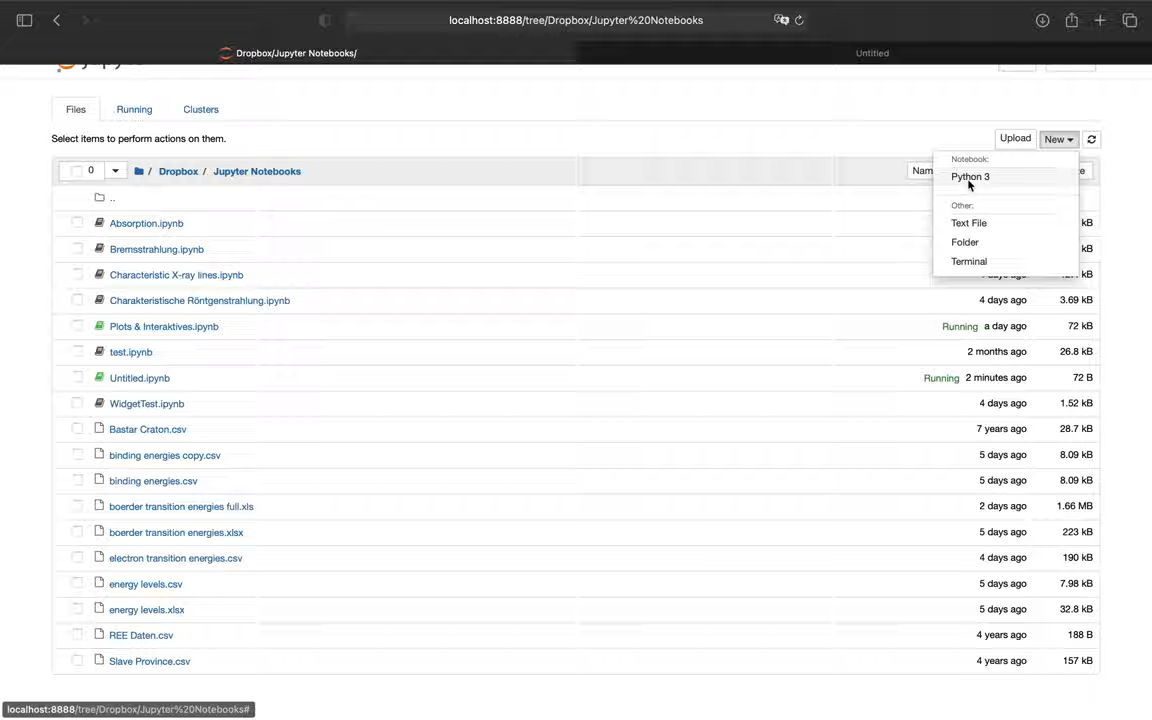 localhost:8888/tree/Dropbox/Jupyter%20Notebooks
Dropbox/Jupyter Notebooks/
Untitled
Files
Running
Clusters
Select items to perform actions on them.
Upload
New
0
/ Dropbox / Jupyter Notebooks
Notebook:
Python 3
Other:
Text File
Folder
Terminal
..
Absorption.ipynb kB
Bremsstrahlung.ipynb kB
Characteristic X-ray lines.ipynb kB
Charakteristische Röntgenstrahlung.ipynb 4 days ago 3.69 kB
Plots & Interaktives.ipynb Running a day ago 72 kB
test.ipynb 2 months ago 26.8 kB
Untitled.ipynb Running 2 minutes ago 72 B
WidgetTest.ipynb 4 days ago 1.52 kB
Bastar Craton.csv 7 years ago 28.7 kB
binding energies copy.csv 5 days ago 8.09 kB
binding energies.csv 5 days ago 8.09 kB
boerder transition energies full.xls 2 days ago 1.66 MB
boerder transition energies.xlsx 5 days ago 223 kB
electron transition energies.csv 4 days ago 190 kB
energy levels.csv 5 days ago 7.98 kB
energy levels.xlsx 5 days ago 32.8 kB
REE Daten.csv 4 years ago 188 B
Slave Province.csv 4 years ago 157 kB
localhost:8888/tree/Dropbox/Jupyter%20Notebooks#